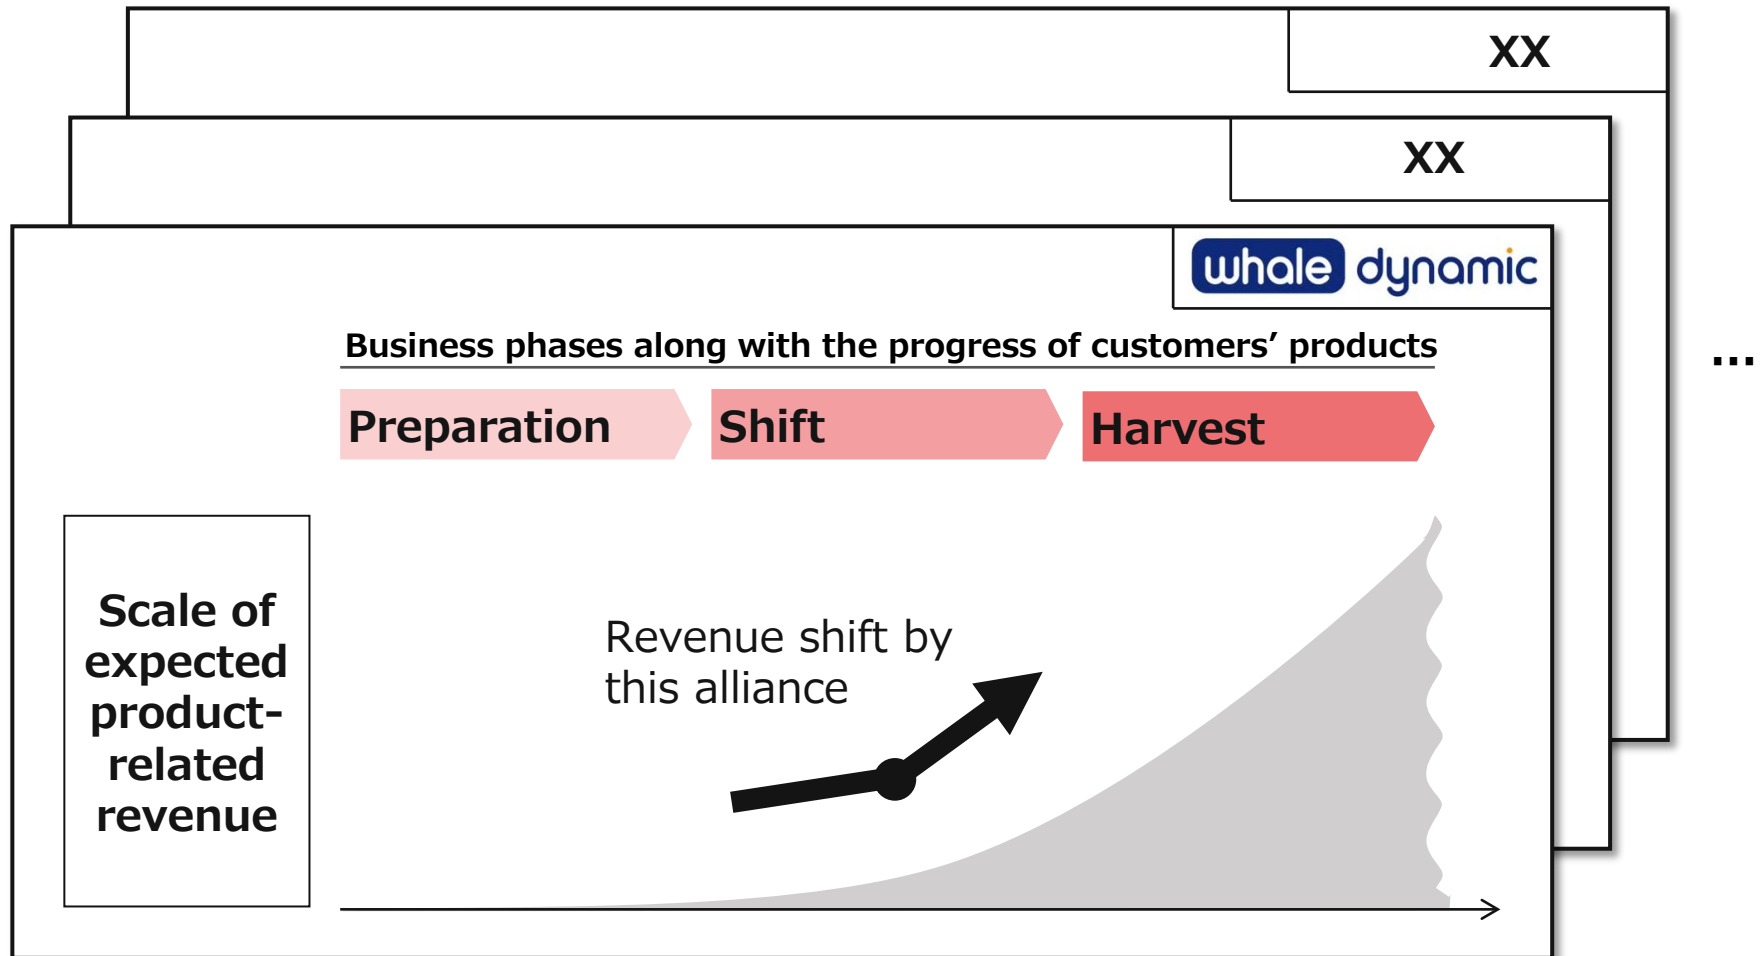 XX
XX
whale dynamic
Business phases along with the progress of customers’ products
...
Preparation
Shift
Harvest
Scale of
expected
product-
related
revenue
Revenue shift by
this alliance